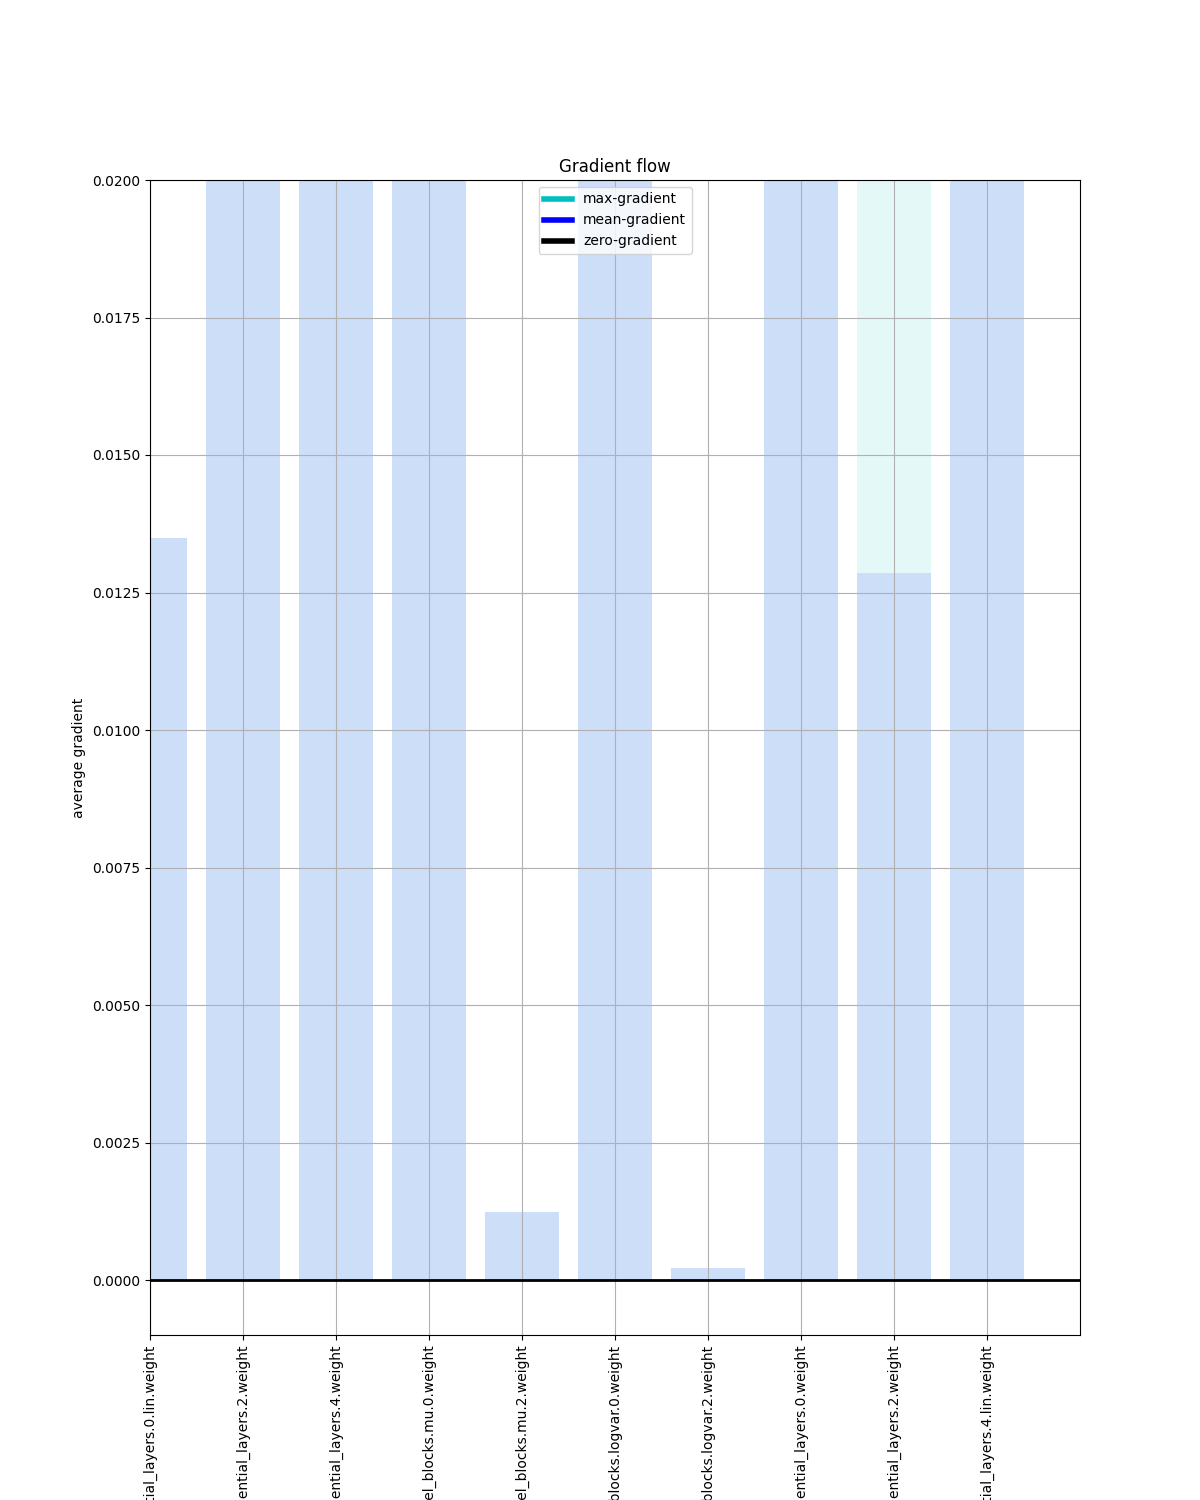 Gradient flow
max-gradient
mean-gradient
zero-gradient
0.0200
0.0175
0.0150
0.0125
0.0100
0.0075
0.0050
0.0025
0.0000
average gradient
tial_layers.0.lin.weight
ential_layers.2.weight
ential_layers.4.weight
el_blocks.mu.0.weight
el_blocks.mu.2.weight
blocks.logvar.0.weight
blocks.logvar.2.weight
ential_layers.0.weight
ential_layers.2.weight
tial_layers.4.lin.weight